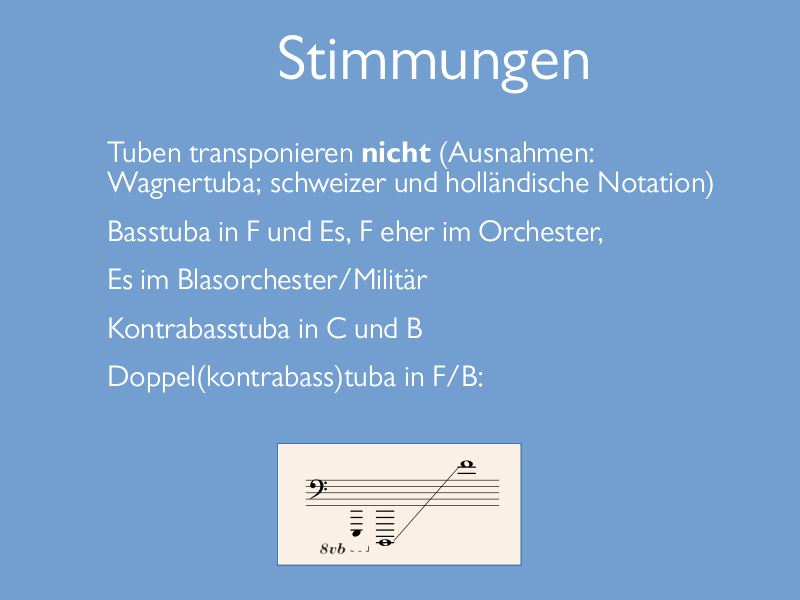 Stimmungen
Tuben transponieren nicht (Ausnahmen:
Wagnertuba; schweizer und holländische Notation)
Basstuba in F und Es, F eher im Orchester,
Es im Blasorchester/Militär
Kontrabasstuba in C und B
Doppel(kontrabass)tuba in F/B:
8vb